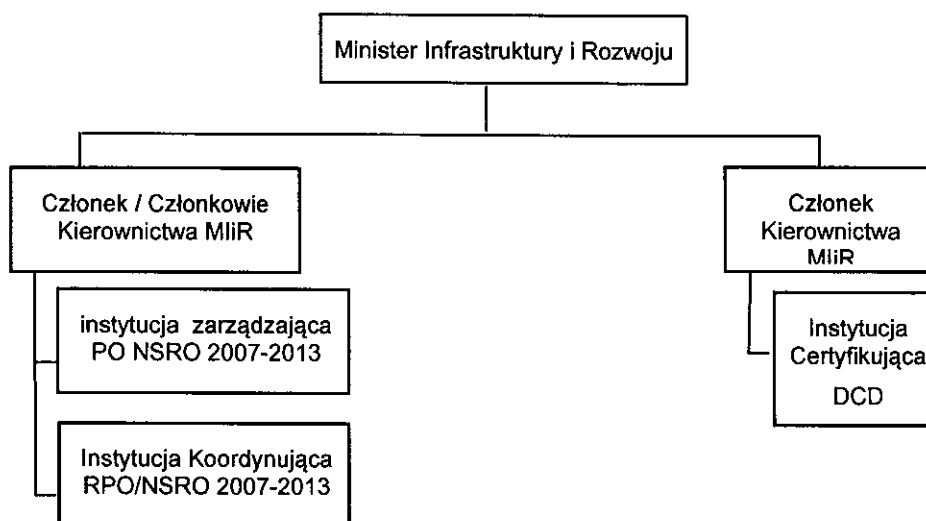 Minister Infrastruktury i Rozwoju
Członek / Członkowie
Kierownictwa MIiR
instytucja zarządzająca
PO NSRO 2007-2013
Instytucja Koordynująca
RPO/NSRO 2007-2013
Członek
Kierownictwa
MIiR
Instytucja
Certyfikująca
DCD